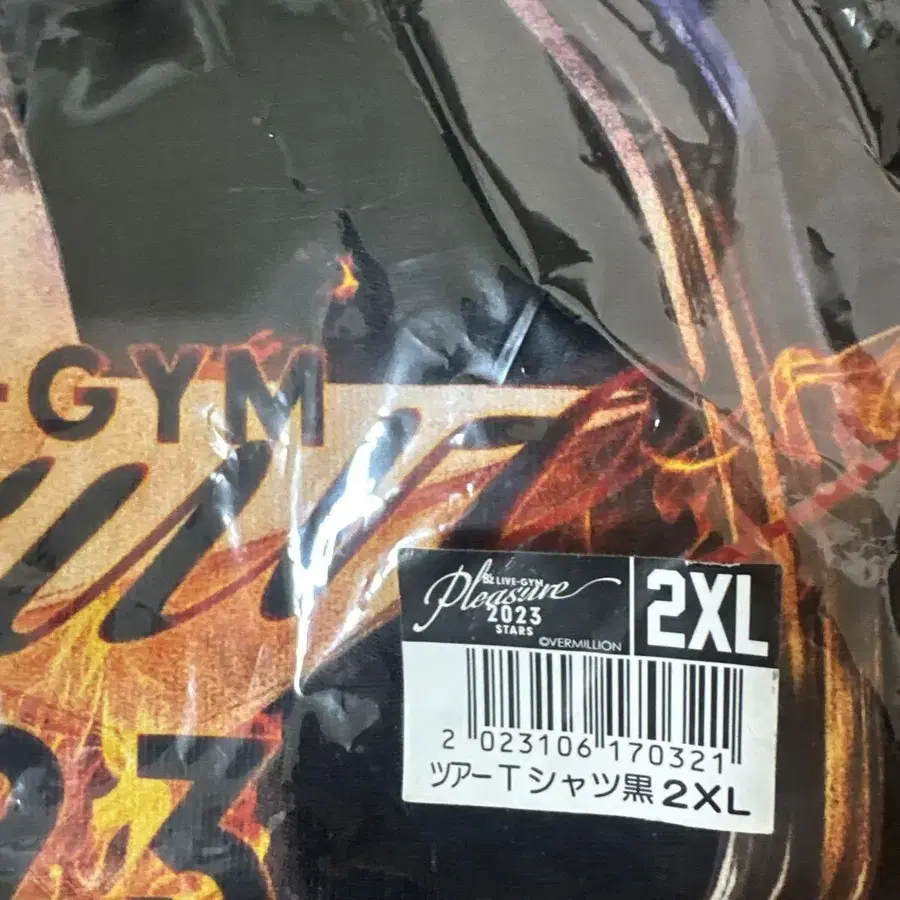 -GYM
23
B'z LIVE-GYM
Pleasure
2023
STARS
©VERMILLION
2XL
2 023106 170321
ツアーTシャツ黒 2XL